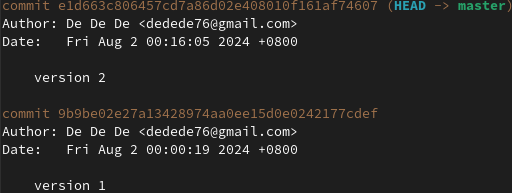 commit e1d663c806457cd7a86d02e408010f161af74607 (HEAD -> master)
Author: De De De <dedede76@gmail.com>
Date:   Fri Aug 2 00:16:05 2024 +0800
version 2
commit 9b9be02e27a13428974aa0ee15d0e0242177cdef
Author: De De De <dedede76@gmail.com>
Date:   Fri Aug 2 00:00:19 2024 +0800
version 1